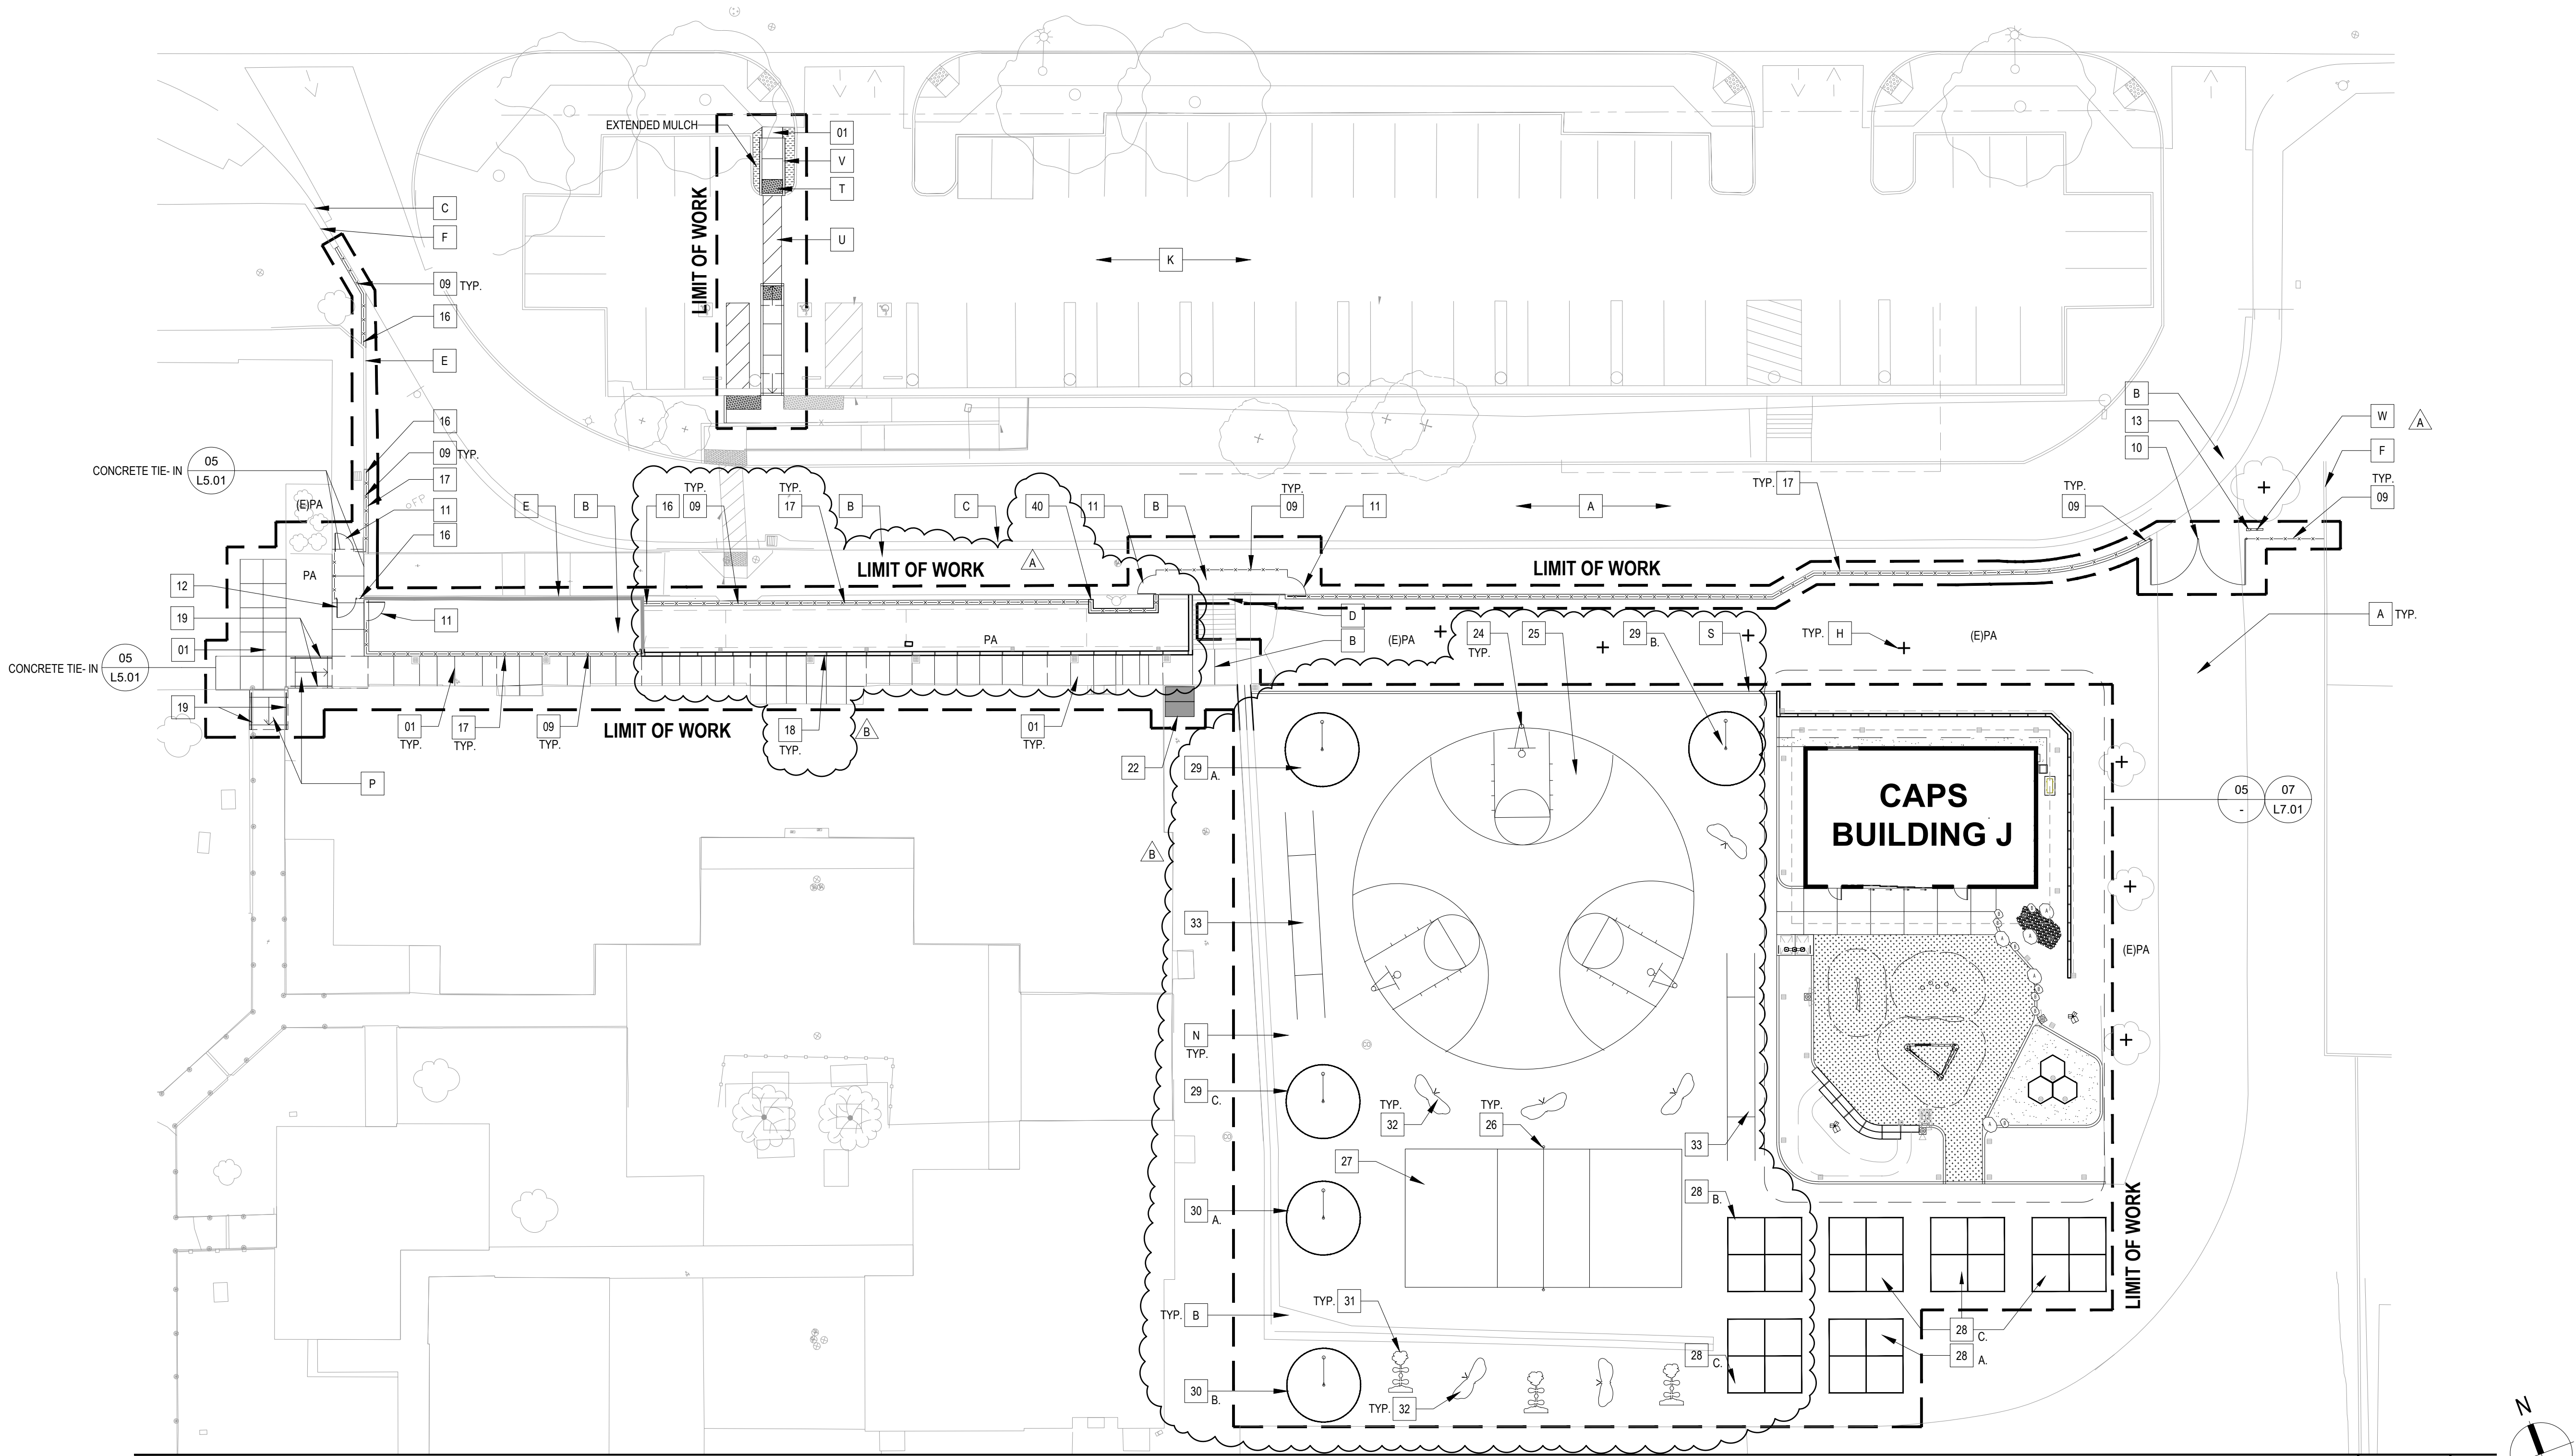 EXTENDED MULCH
01
V
T
U
LIMIT OF WORK
K
C
F
09 TYP.
16
E
16
09 TYP.
17
11
16
CONCRETE TIE- IN
05
L5.01
(E)PA
FP
PA
12
19
01
11
CONCRETE TIE- IN
05
L5.01
19
P
E
B
16
TYP.
09
TYP.
17
B
C
40
11
B
TYP.
09
11
A
LIMIT OF WORK
A
LIMIT OF WORK
TYP. 17
TYP.
09
B
13
10
W
A
F
TYP.
09
A TYP.
PA
D
B
(E)PA
24
TYP.
25
29
B.
S
TYP. H
(E)PA
01
TYP.
17
TYP.
09
TYP.
LIMIT OF WORK
18
TYP.
B
01
TYP.
22
29
A.
CAPS
BUILDING J
05
-
07
L7.01
B
33
(E)PA
N
TYP.
29
C.
TYP.
32
TYP.
26
33
27
28
B.
30
A.
LIMIT OF WORK
TYP. B
TYP. 31
28
C.
28
C.
28
A.
30
B.
TYP. 32
N